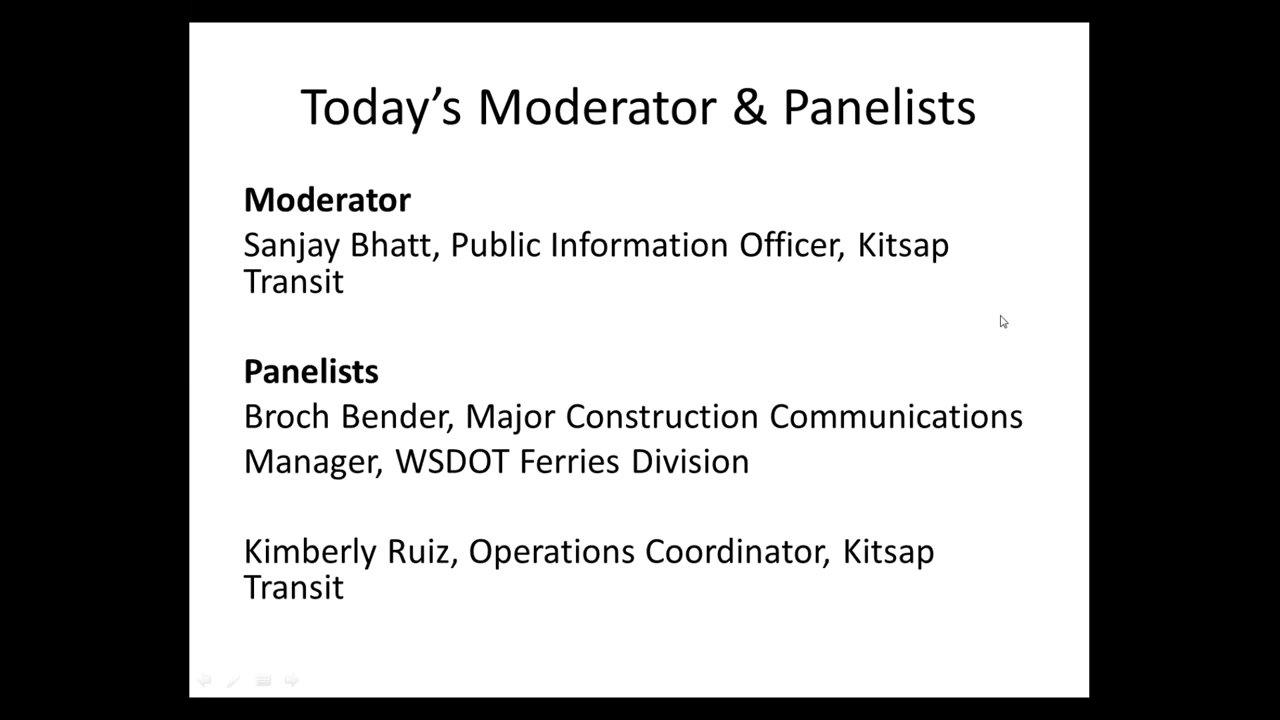 Today’s Moderator & Panelists
Moderator
Sanjay Bhatt, Public Information Officer, Kitsap
Transit
Panelists
Broch Bender, Major Construction Communications
Manager, WSDOT Ferries Division
Kimberly Ruiz, Operations Coordinator, Kitsap
Transit